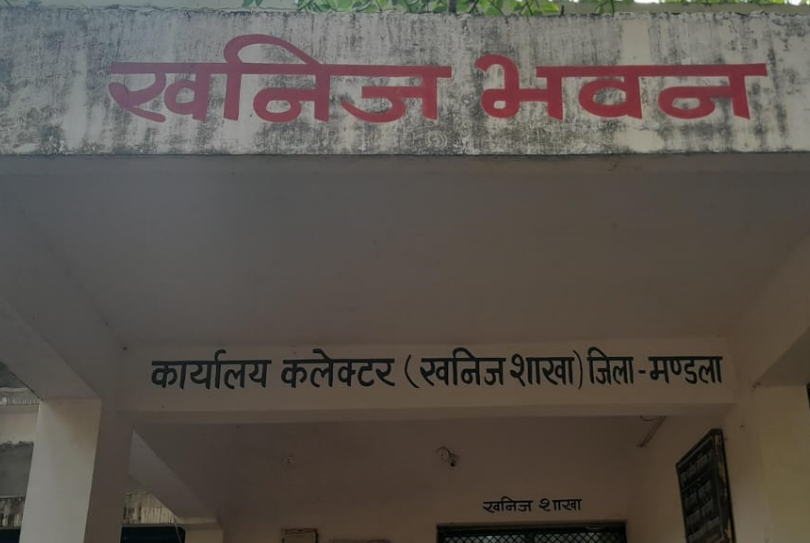 खनिज भवन
कार्यालय कलेक्टर (खनिज शाखा) जिला - मण्डला
खनिज शाखा